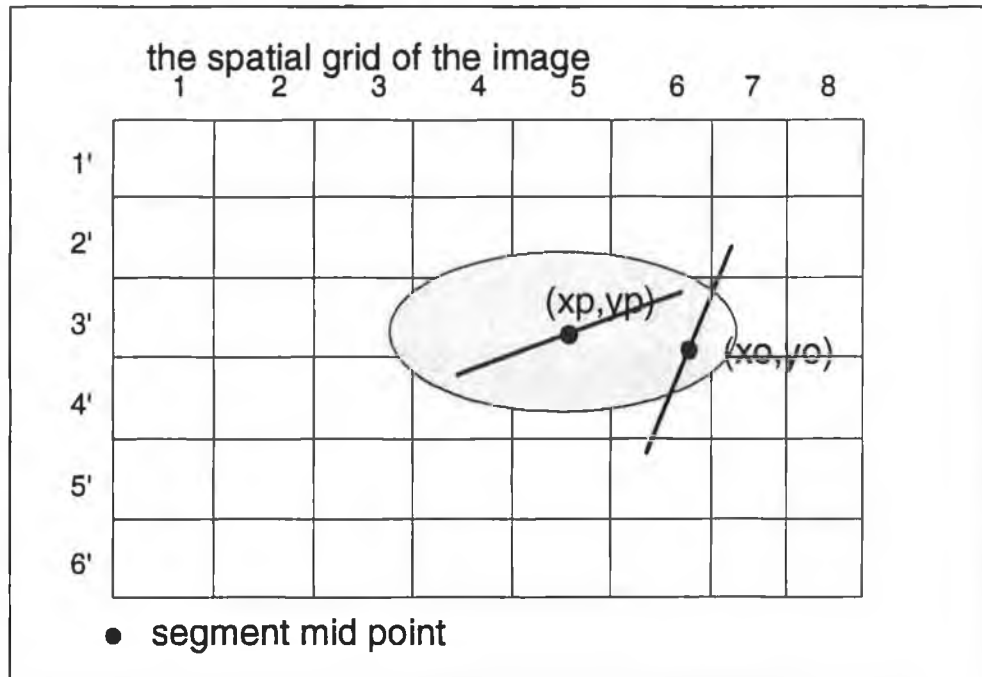 the spatial grid of the image
1 2 3 4 5 6 7 8
1'
2'
3'
(xp,yp)
(xo,yo)
4'
5'
6'
segment mid point